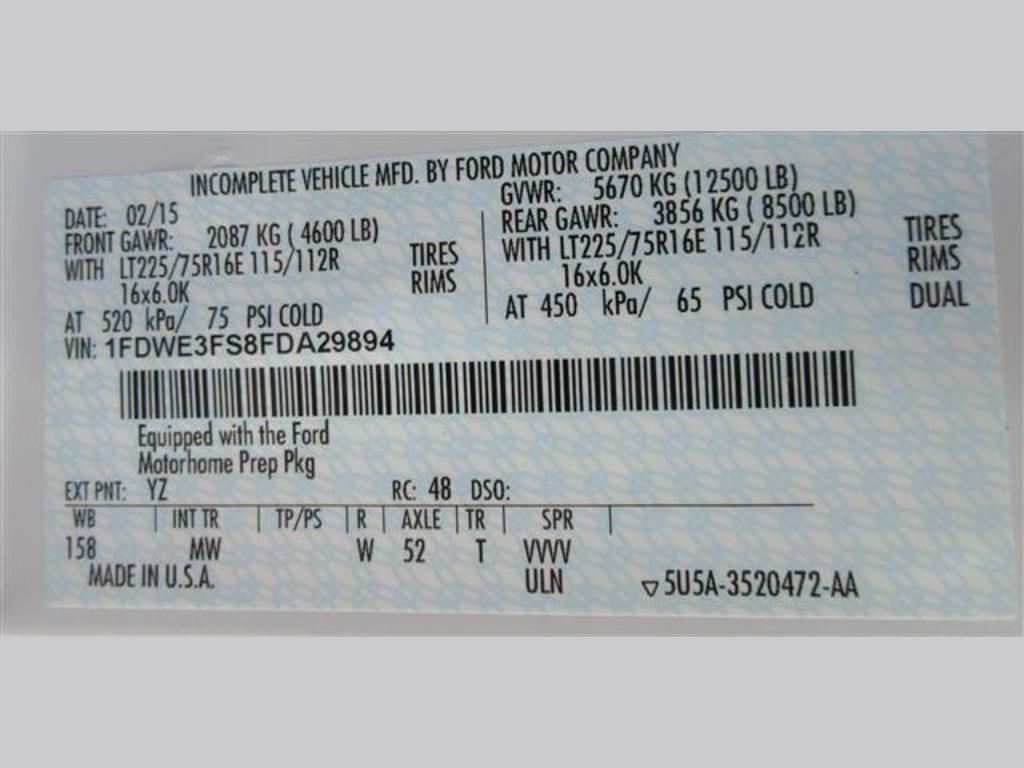 INCOMPLETE VEHICLE MFD. BY FORD MOTOR COMPANY
DATE: 02/15
FRONT GAWR: 2087 KG ( 4600 LB)
WITH LT225/75R16E 115/112R TIRES
16x6.0K RIMS
AT 520 kPa/ 75 PSI COLD
GVWR: 5670 KG (12500 LB)
REAR GAWR: 3856 KG ( 8500 LB)
WITH LT225/75R16E 115/112R TIRES
16x6.0K RIMS
AT 450 kPa/ 65 PSI COLD DUAL
VIN: 1FDWE3FS8FDA29894
Equipped with the Ford
Motorhome Prep Pkg
EXT PNT: YZ RC: 48 DSO:
WB | INT TR | TP/PS | R | AXLE | TR | SPR |
158 MW W 52 T VVVV
MADE IN U.S.A. ULN ▽5U5A-3520472-AA